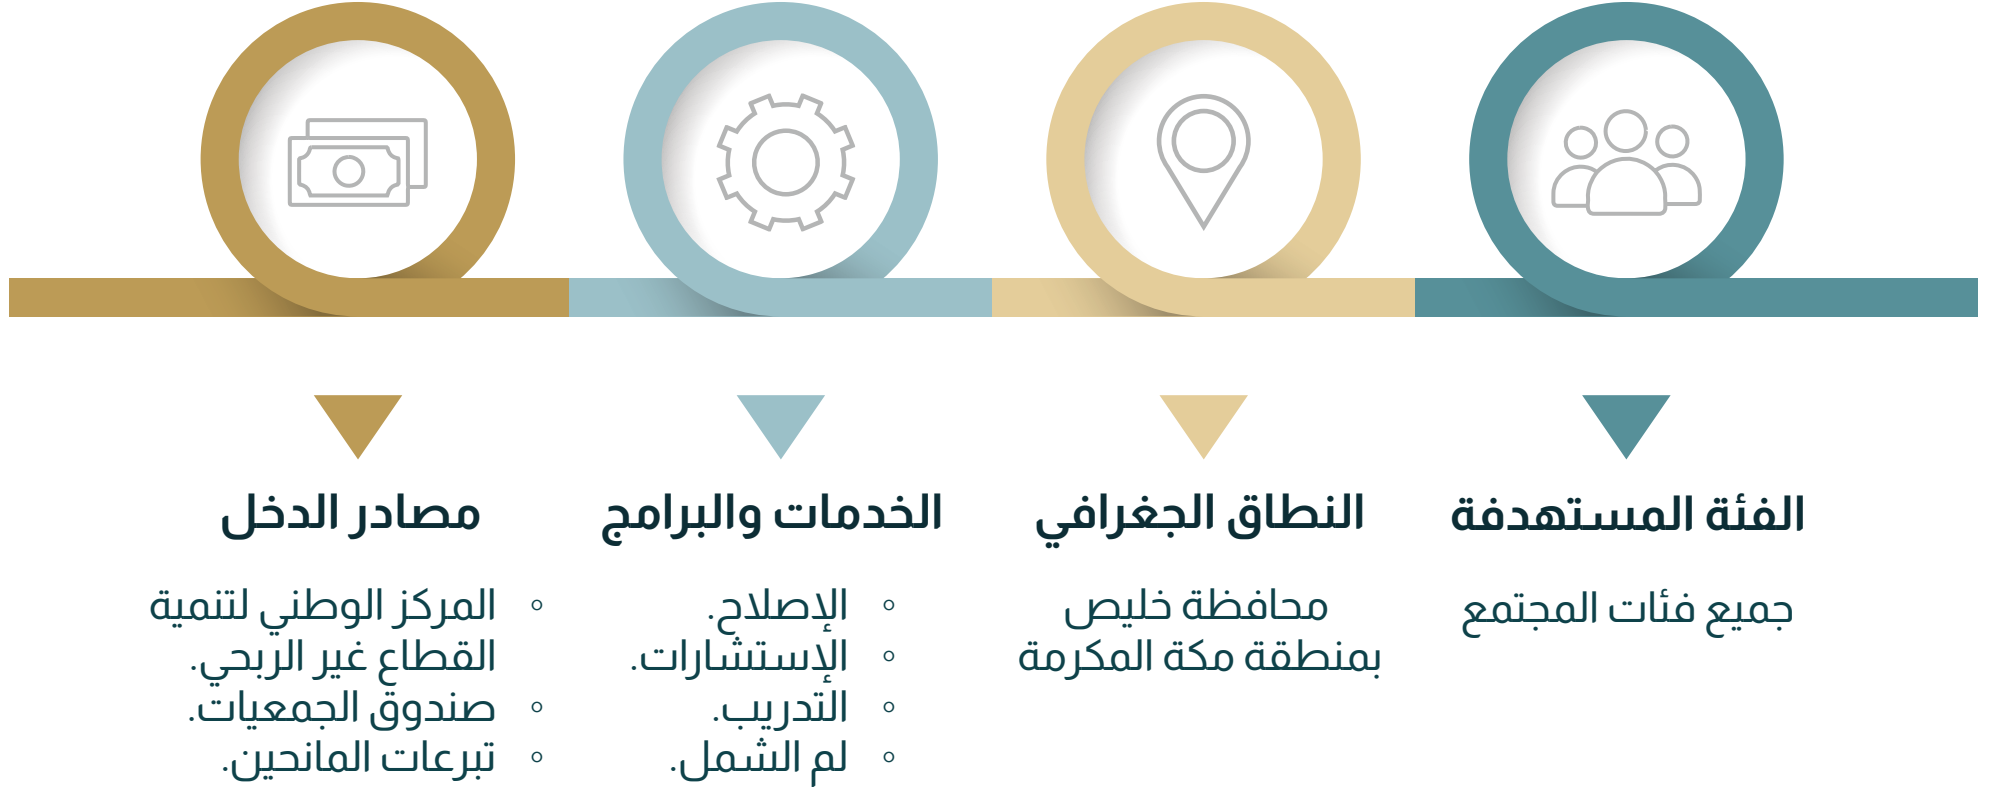 الفئة المستهدفة
جميع فئات المجتمع
النطاق الجغرافي
محافظة خليص
بمنطقة مكة المكرمة
الخدمات والبرامج
◦ الإصلاح.
◦ الإستشارات.
◦ التدريب.
◦ لم الشمل.
مصادر الدخل
◦ المركز الوطني لتنمية
القطاع غير الربحي.
◦ صندوق الجمعيات.
◦ تبرعات المانحين.